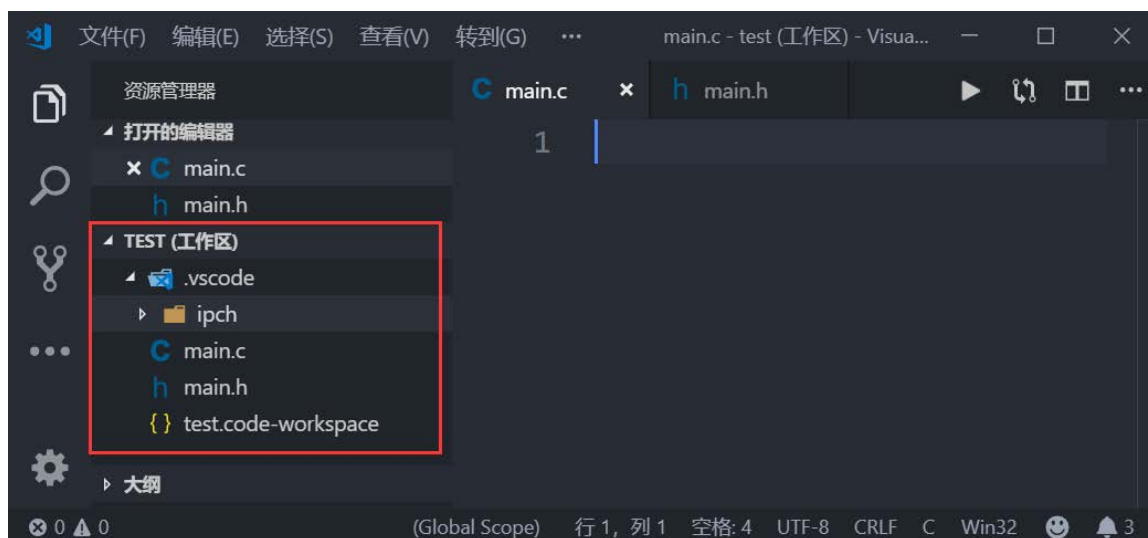 文件(F) 编辑(E) 选择(S) 查看(V) 转到(G) ··· main.c - test (工作区) - Visua...
资源管理器
C main.c h main.h
打开的编辑器
C main.c
h main.h
1
TEST (工作区)
.vscode
ipch
C main.c
h main.h
{ } test.code-workspace
大纲
0 0 (Global Scope) 行 1，列 1 空格: 4 UTF-8 CRLF C Win32 3